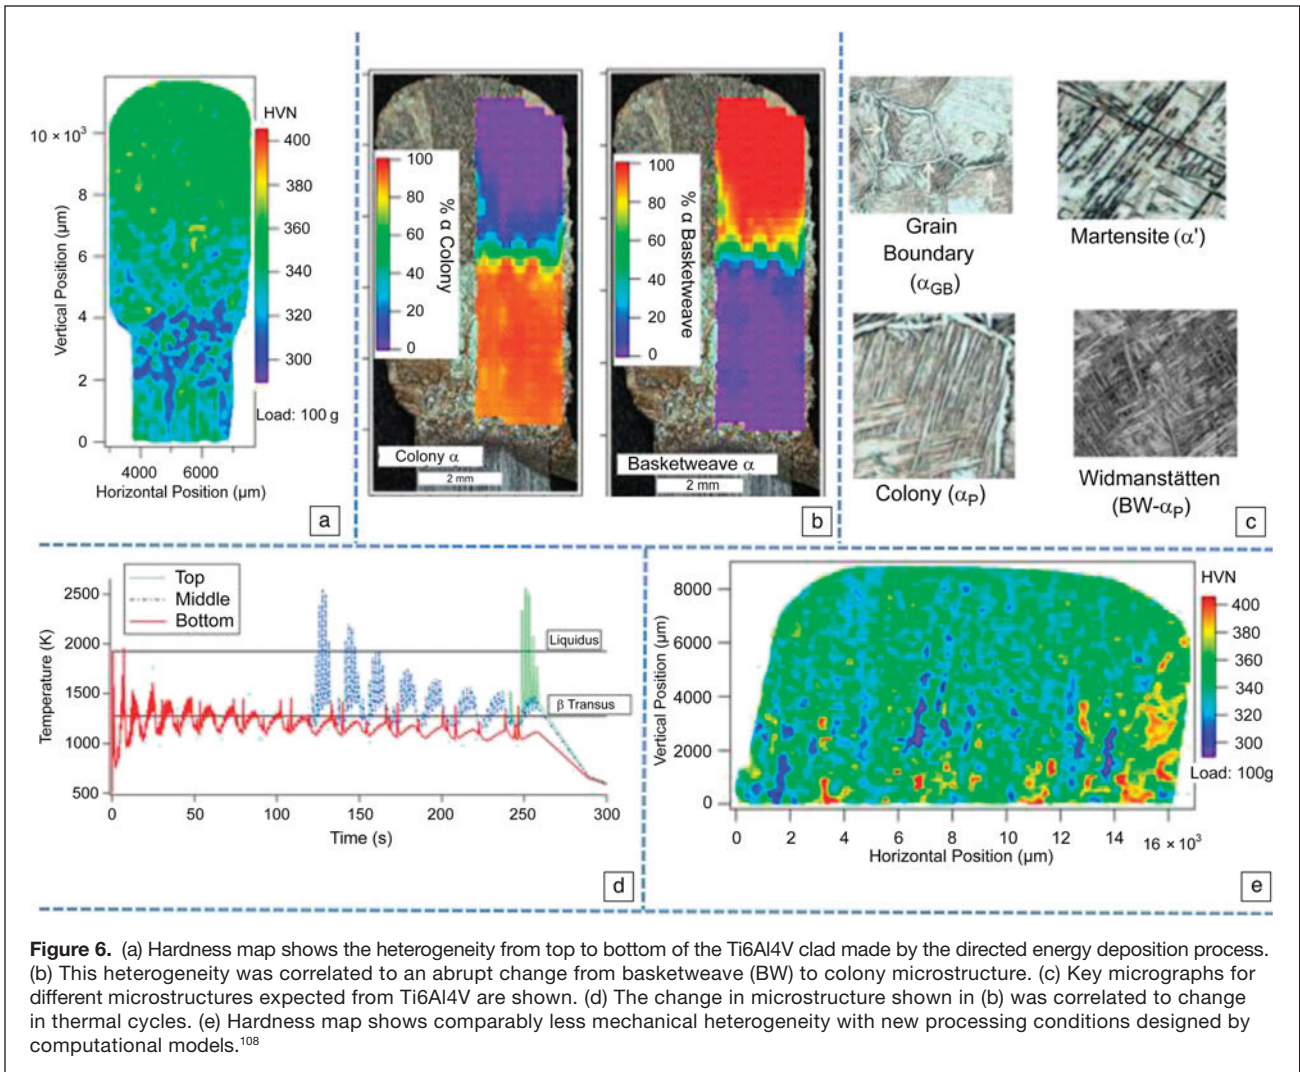 HVN
10 × 10³
8
6
4
2
0
Vertical Position (µm)
4000 6000
Horizontal Position (µm)
400
380
360
340
320
300
Load: 100 g
a
100
80
60
40
20
0
% α Colony
Colony α
2 mm
100
80
60
40
20
0
% α Basketweave
Basketweave α
2 mm
b
Grain
Boundary
(αGB)
Martensite (α')
Colony (αP)
Widmanstätten
(BW-αP)
c
Top
Middle
Bottom
2500
2000
1500
1000
500
Temperature (K)
Liquidus
β Transus
0 50 100 150 200 250 300
Time (s)
d
8000
6000
4000
2000
0
Vertical Position (µm)
0 2 4 6 8 10 12 14 16 × 10³
Horizontal Position (µm)
HVN
400
380
360
340
320
300
Load: 100g
e
Figure 6. (a) Hardness map shows the heterogeneity from top to bottom of the Ti6Al4V clad made by the directed energy deposition process.
(b) This heterogeneity was correlated to an abrupt change from basketweave (BW) to colony microstructure. (c) Key micrographs for
different microstructures expected from Ti6Al4V are shown. (d) The change in microstructure shown in (b) was correlated to change
in thermal cycles. (e) Hardness map shows comparably less mechanical heterogeneity with new processing conditions designed by
computational models.¹⁰⁸